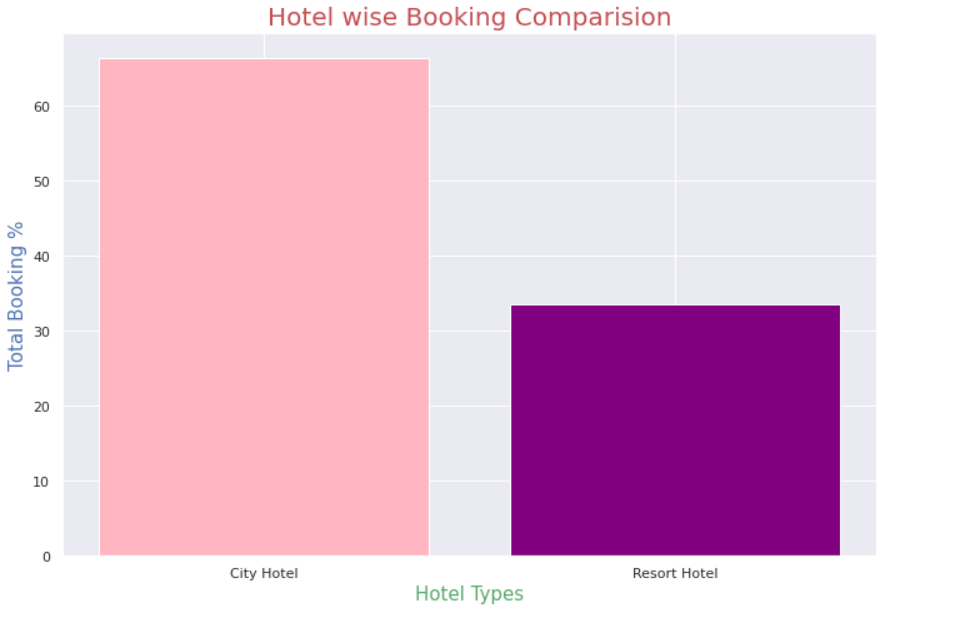 Hotel wise Booking Comparision
60
50
40
30
20
10
0
Total Booking %
City Hotel
Resort Hotel
Hotel Types